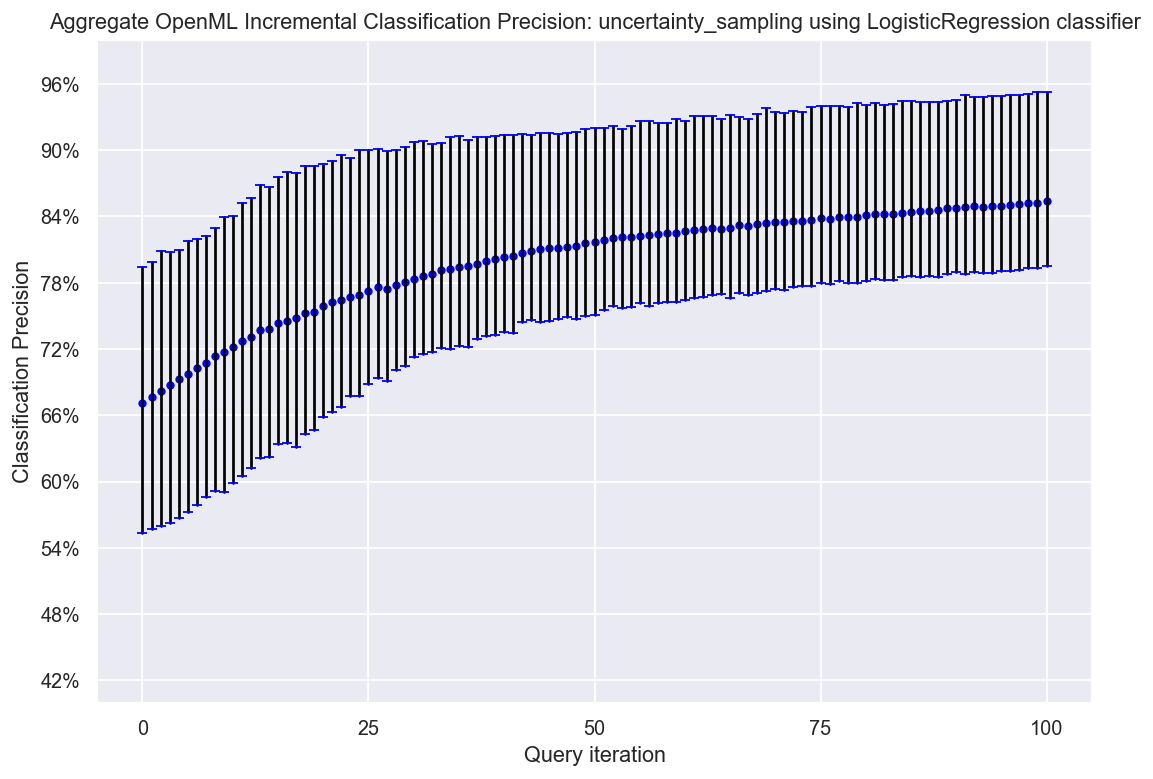 Aggregate OpenML Incremental Classification Precision: uncertainty_sampling using LogisticRegression classifier
96%
90%
84%
78%
72%
66%
60%
54%
48%
42%
Classification Precision
0 25 50 75 100
Query iteration